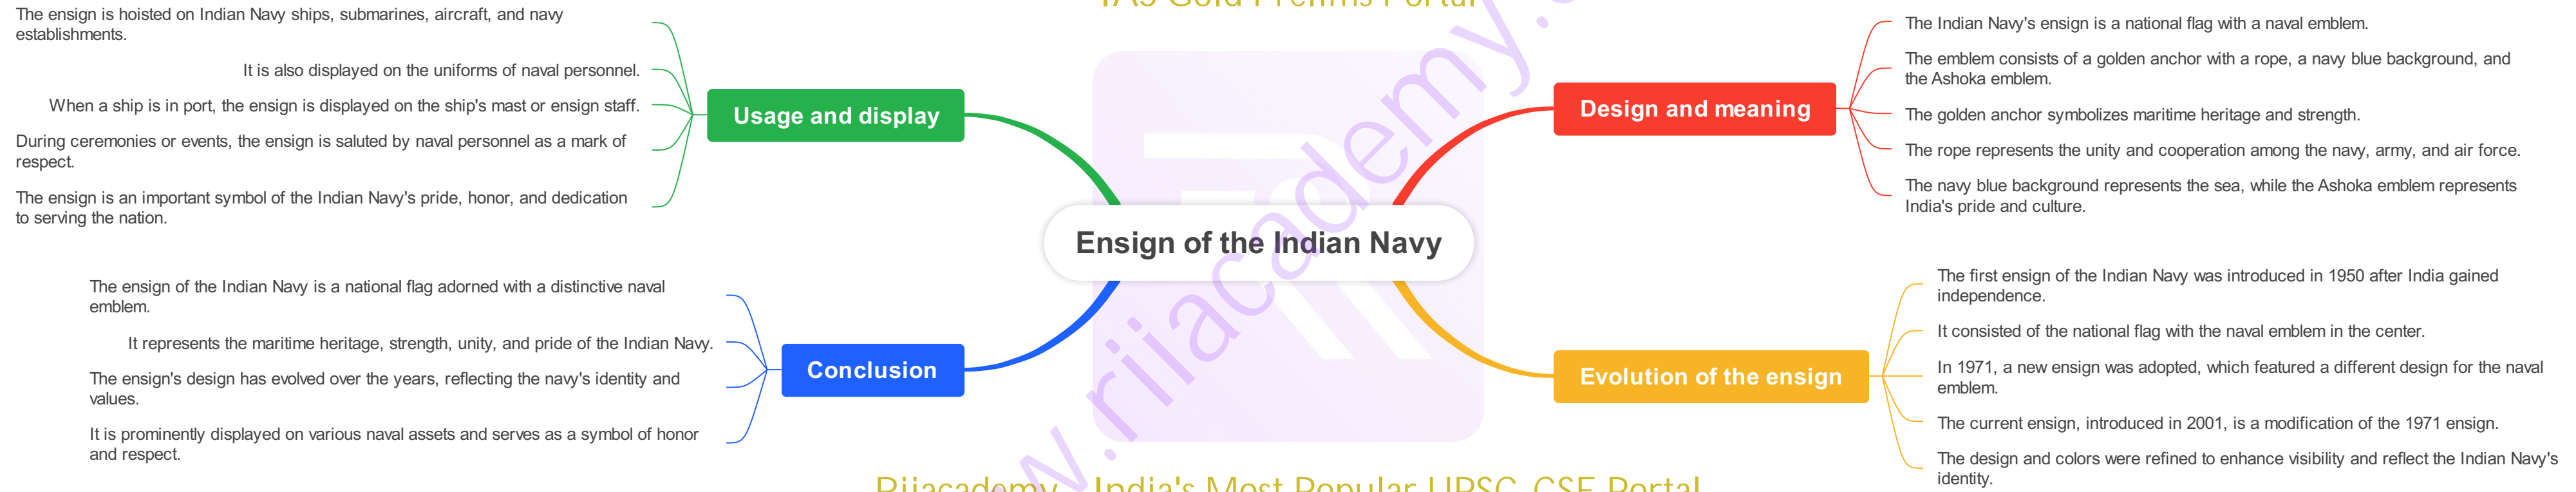 IAS Gold Prelims Portal
Ensign of the Indian Navy
Usage and display
The ensign is hoisted on Indian Navy ships, submarines, aircraft, and navy
establishments.
It is also displayed on the uniforms of naval personnel.
When a ship is in port, the ensign is displayed on the ship's mast or ensign staff.
During ceremonies or events, the ensign is saluted by naval personnel as a mark of
respect.
The ensign is an important symbol of the Indian Navy's pride, honor, and dedication
to serving the nation.
Conclusion
The ensign of the Indian Navy is a national flag adorned with a distinctive naval
emblem.
It represents the maritime heritage, strength, unity, and pride of the Indian Navy.
The ensign's design has evolved over the years, reflecting the navy's identity and
values.
It is prominently displayed on various naval assets and serves as a symbol of honor
and respect.
Design and meaning
The Indian Navy's ensign is a national flag with a naval emblem.
The emblem consists of a golden anchor with a rope, a navy blue background, and
the Ashoka emblem.
The golden anchor symbolizes maritime heritage and strength.
The rope represents the unity and cooperation among the navy, army, and air force.
The navy blue background represents the sea, while the Ashoka emblem represents
India's pride and culture.
Evolution of the ensign
The first ensign of the Indian Navy was introduced in 1950 after India gained
independence.
It consisted of the national flag with the naval emblem in the center.
In 1971, a new ensign was adopted, which featured a different design for the naval
emblem.
The current ensign, introduced in 2001, is a modification of the 1971 ensign.
The design and colors were refined to enhance visibility and reflect the Indian Navy's
identity.
w.rijacademy.c
Rijacademy - India's Most Popular UPSC CSE Portal